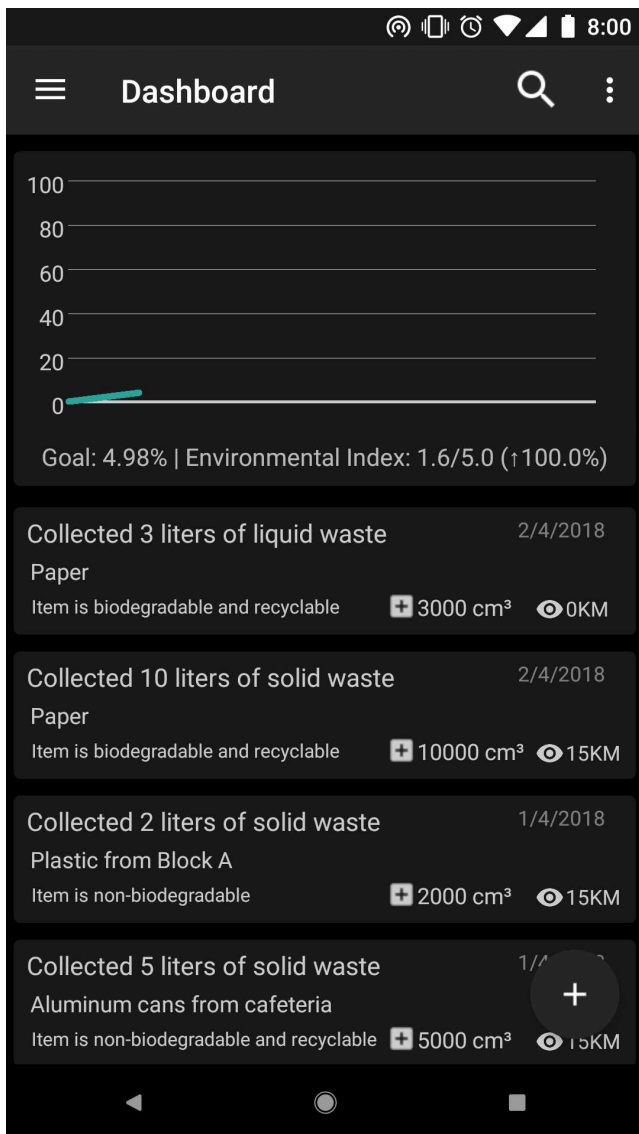 8:00
Dashboard
100
80
60
40
20
0
Goal: 4.98% | Environmental Index: 1.6/5.0 (↑100.0%)
Collected 3 liters of liquid waste 2/4/2018
Paper
Item is biodegradable and recyclable 3000 cm³ 0KM
Collected 10 liters of solid waste 2/4/2018
Paper
Item is biodegradable and recyclable 10000 cm³ 15KM
Collected 2 liters of solid waste 1/4/2018
Plastic from Block A
Item is non-biodegradable 2000 cm³ 15KM
Collected 5 liters of solid waste
Aluminum cans from cafeteria
Item is non-biodegradable and recyclable 5000 cm³ 15KM